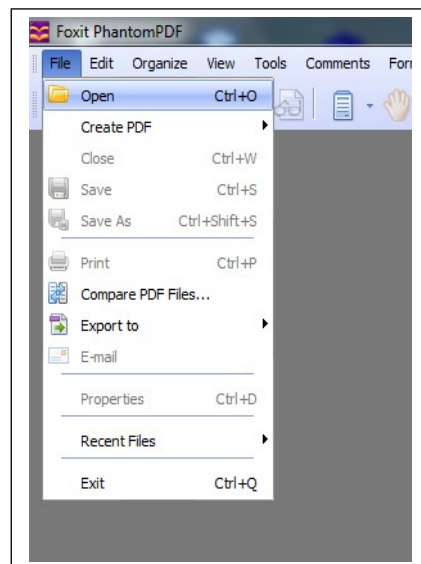 Foxit PhantomPDF
File Edit Organize View Tools Comments
Open Ctrl+O
Create PDF
Close Ctrl+W
Save Ctrl+S
Save As Ctrl+Shift+S
Print Ctrl+P
Compare PDF Files...
Export to
E-mail
Properties Ctrl+D
Recent Files
Exit Ctrl+Q